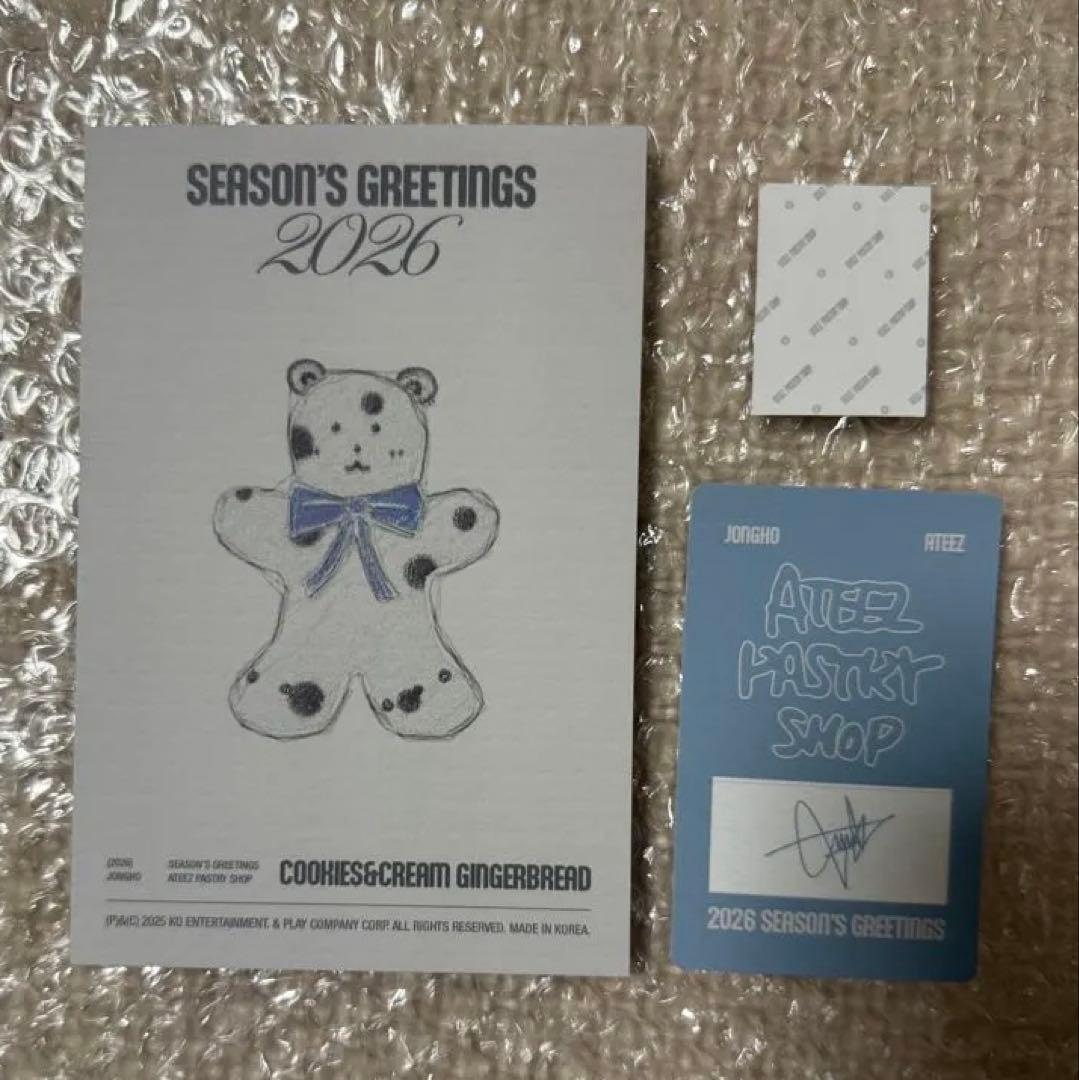 SEASON'S GREETINGS
2026
(2026)
JONGHO
SEASON'S GREETINGS
ATEEZ PASTRY SHOP
COOKIES&CREAM GINGERBREAD
(P)&(C) 2025 KQ ENTERTAINMENT. & PLAY COMPANY CORP. ALL RIGHTS RESERVED. MADE IN KOREA.
JONGHO
ATEEZ
ATEEZ
PASTRY
SHOP
2026 SEASON'S GREETINGS